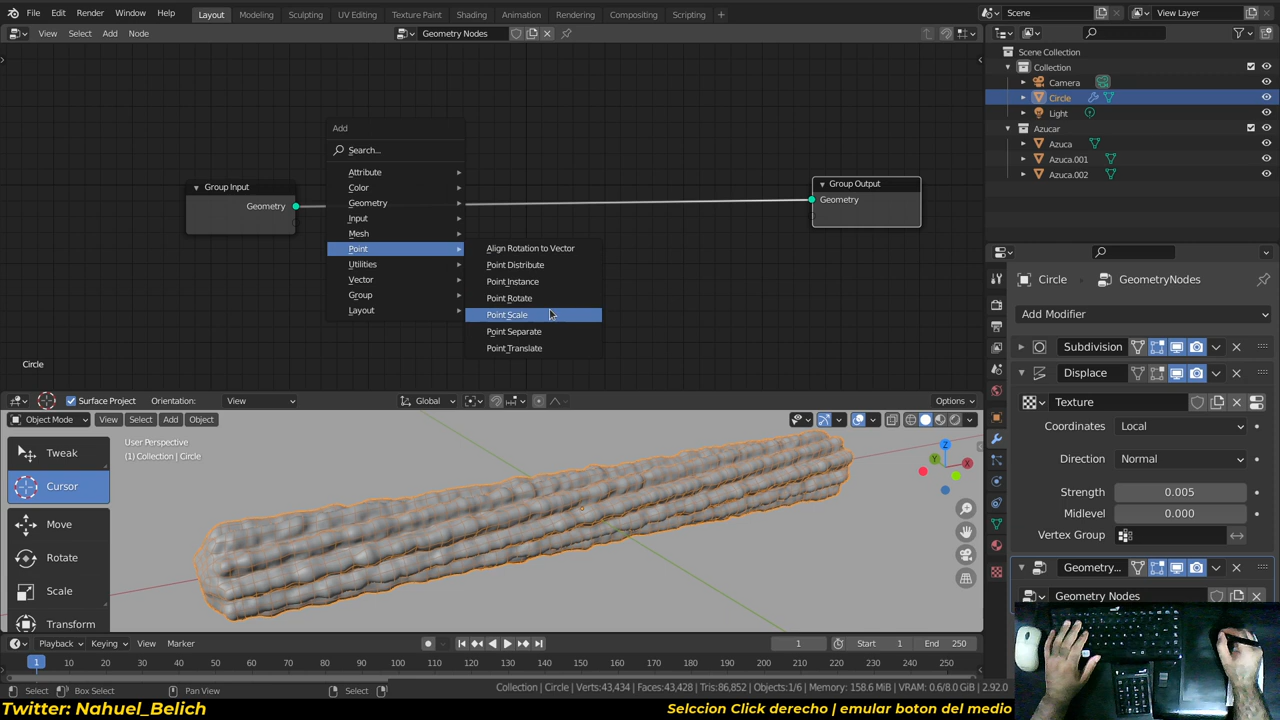 File Edit Render Window Help
Layout Modeling Sculpting UV Editing Texture Paint Shading Animation Rendering Compositing Scripting +
Scene
View Layer
View Select Add Node
Geometry Nodes
Scene Collection
Collection
Camera
Circle
Light
Azucar
Azuca
Azuca.001
Azuca.002
Group Input
Geometry
Group Output
Geometry
Add
Search...
Attribute
Color
Geometry
Input
Mesh
Point
Utilities
Vector
Group
Layout
Align Rotation to Vector
Point Distribute
Point Instance
Point Rotate
Point Scale
Point Separate
Point Translate
Circle
Circle GeometryNodes
Add Modifier
Subdivision
Displace
Texture
Coordinates Local
Direction Normal
Strength 0.005
Midlevel 0.000
Vertex Group
Geometry...
Geometry Nodes
Surface Project Orientation: View
Global
Options
Object Mode View Select Add Object
User Perspective
(1) Collection | Circle
Z
Y
X
Tweak
Cursor
Move
Rotate
Scale
Transform
Playback Keying View Marker
1 Start 1 End 250
1 10 20 30 40 50 60 70 80 90 100 110 120 130 140 150 160 170 180 190 200 210 220 230 240 250
Select Box Select Pan View Select
Collection | Circle | Verts:43,434 | Faces:43,428 | Tris:86,852 | Objects:1/6 | Memory: 158.6 MiB | VRAM: 0.6/8.0 GiB | 2.92.0
Twitter: Nahuel_Belich
Selccion Click derecho | emular boton del medio